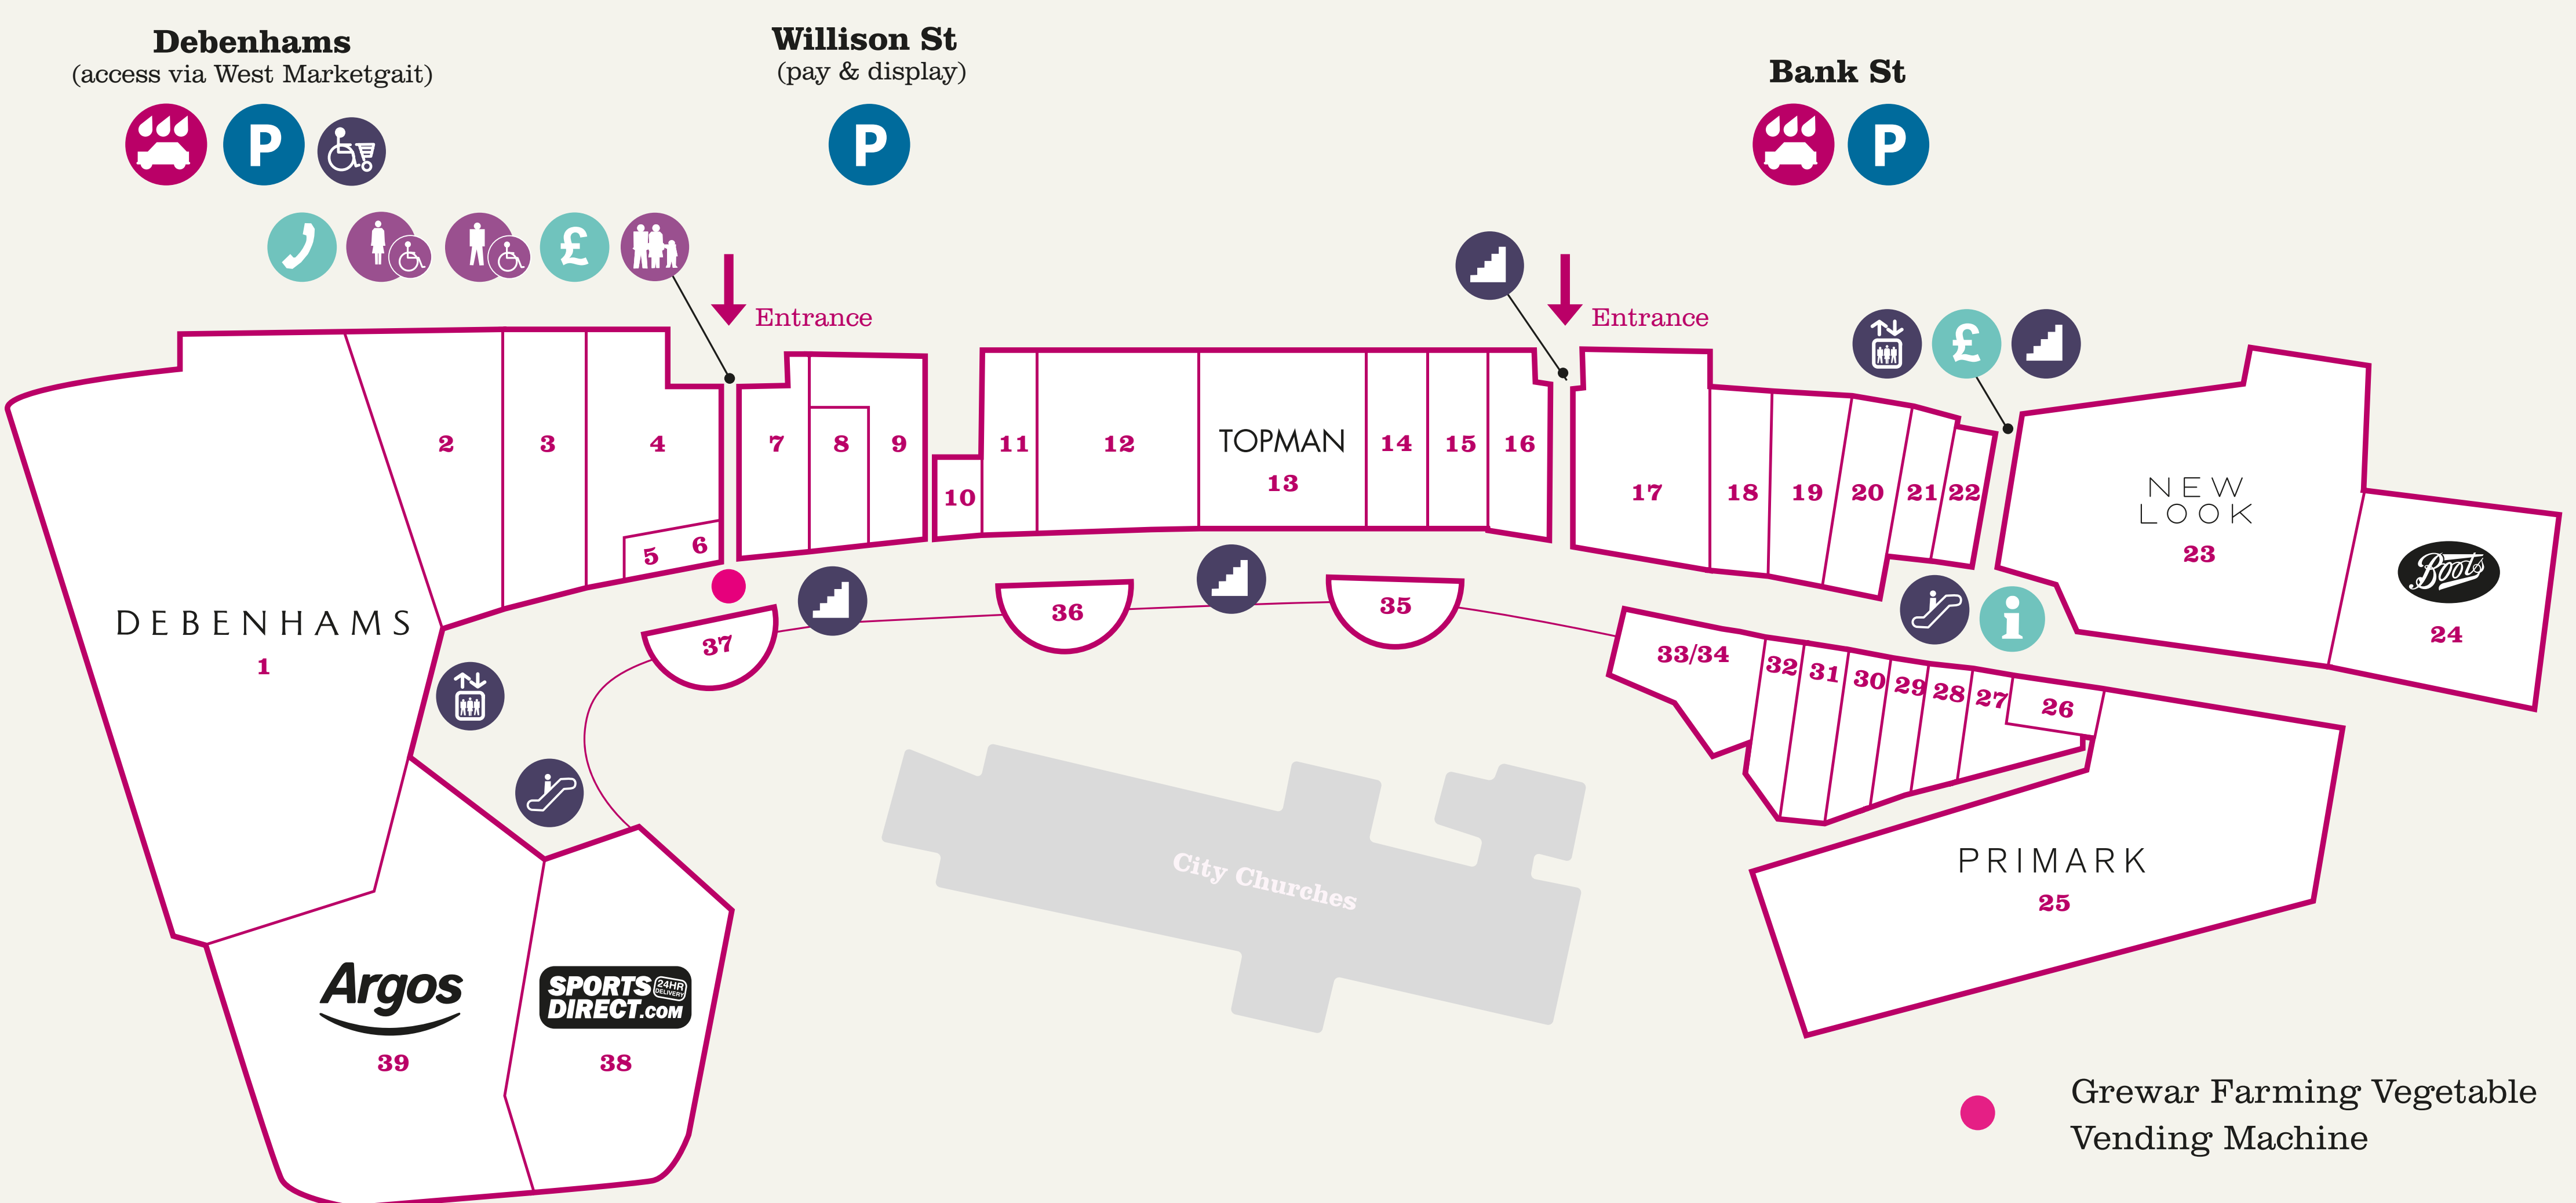 Debenhams
(access via West Marketgait)
Willison St
(pay & display)
Bank St
P
P
P
£
£
Entrance
Entrance
2
3
4
5
6
7
8
9
10
11
12
TOPMAN
13
14
15
16
17
18
19
20
21
22
NEW
LOOK
23
Boots
24
i
DEBENHAMS
1
37
36
35
33/34
32
31
30
29
28
27
26
City Churches
PRIMARK
25
Argos
39
SPORTS
DIRECT.COM
24HR
DELIVERY
38
Grewar Farming Vegetable
Vending Machine